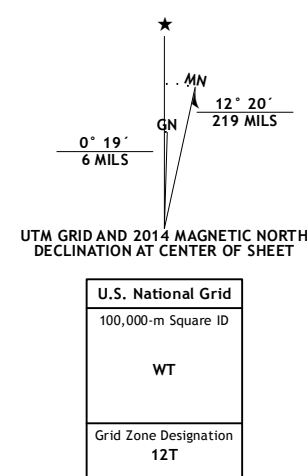 ★
MN
12° 20´
219 MILS
GN
0° 19´
6 MILS
UTM GRID AND 2014 MAGNETIC NORTH
DECLINATION AT CENTER OF SHEET
U.S. National Grid
100,000-m Square ID
WT
Grid Zone Designation
12T